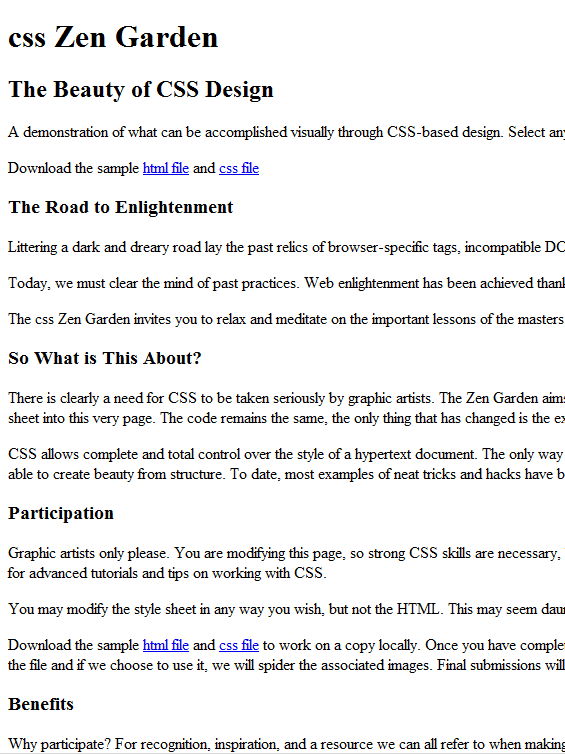 css Zen Garden
The Beauty of CSS Design
A demonstration of what can be accomplished visually through CSS-based design. Select
Download the sample html file and css file
The Road to Enlightenment
Littering a dark and dreary road lay the past relics of browser-specific tags, incompatible
Today, we must clear the mind of past practices. Web enlightenment has been achieved
The css Zen Garden invites you to relax and meditate on the important lessons of the masters
So What is This About?
There is clearly a need for CSS to be taken seriously by graphic artists. The Zen Garden
sheet into this very page. The code remains the same, the only thing that has changed is the
CSS allows complete and total control over the style of a hypertext document. The only way
able to create beauty from structure. To date, most examples of neat tricks and hacks have
Participation
Graphic artists only please. You are modifying this page, so strong CSS skills are necessary,
for advanced tutorials and tips on working with CSS.
You may modify the style sheet in any way you wish, but not the HTML. This may seem
Download the sample html file and css file to work on a copy locally. Once you have
the file and if we choose to use it, we will spider the associated images. Final submissions will
Benefits
Why participate? For recognition, inspiration, and a resource we can all refer to when making